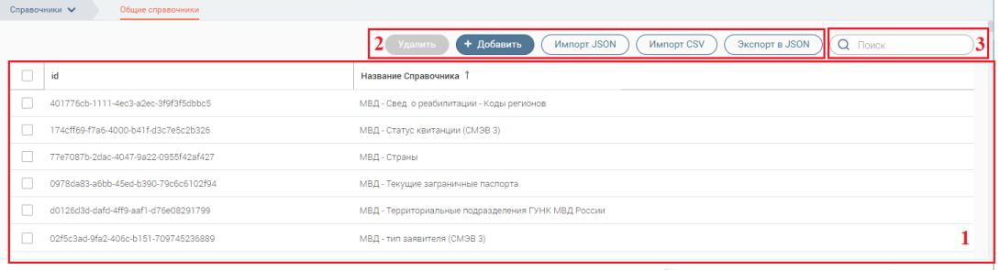 Справочники Общие справочники
2 Удалить + Добавить Импорт JSON Импорт CSV Экспорт в JSON Поиск 3
id Название Справочника ↑
401776cb-1111-4ec3-a2ec-3f9f3f5dbbc5 МВД - Свед. о реабилитации - Коды регионов
174cff69-f7a6-4000-b41f-d3c7e5c2b326 МВД - Статус квитанции (СМЭВ 3)
77e7087b-2dac-4047-9a22-0955f42af427 МВД - Страны
0978da83-a6bb-45ed-b390-79c6c6102f94 МВД - Текущие заграничные паспорта
d0126d3d-dafd-4ff9-aaf1-d76e08291799 МВД - Территориальные подразделения ГУНК МВД России
02f5c3ad-9fa2-406c-b151-709745236889 МВД - тип заявителя (СМЭВ 3) 1